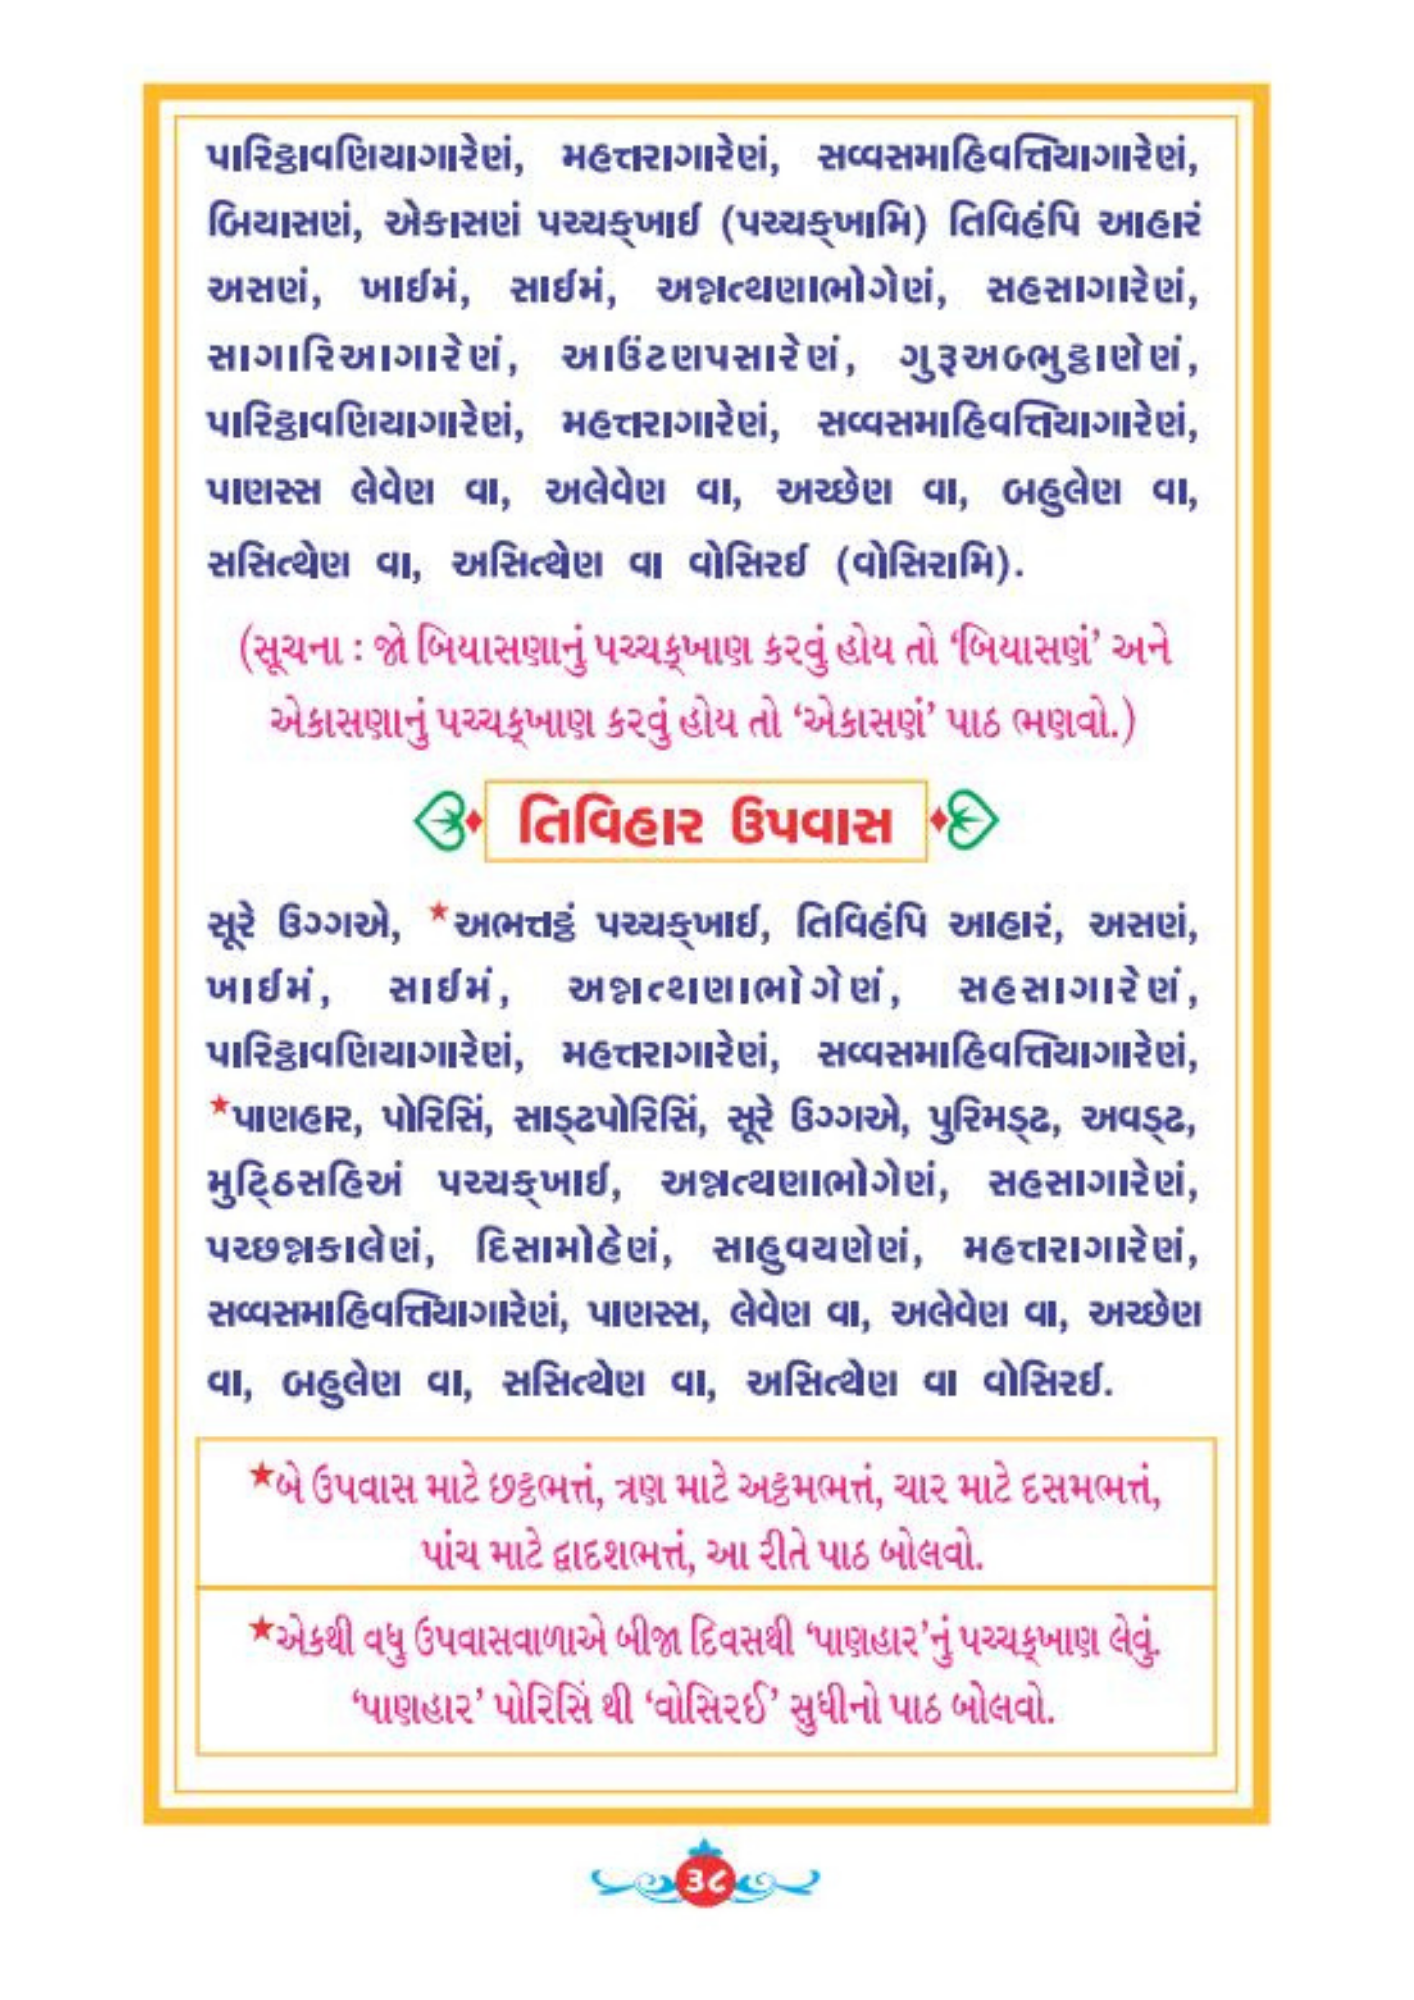 પારિટ્ઠાવણિયાગારેણં, મહત્તરાગારેણં, સવ્વસમાહિવત્તિયાગારેણં,
બિયાસણં, એકાસણં પચ્ચક્ખાઈ (પચ્ચક્ખામિ) તિવિહંપિ આહારં
અસણં, ખાઈમં, સાઈમં, અન્નત્થણાભોગેણં, સહસાગારેણં,
સાગારિઆગારેણં, આઉંટણપસારેણં, ગુરૂઅબ્ભુટ્ઠાણેણં,
પારિટ્ઠાવણિયાગારેણં, મહત્તરાગારેણં, સવ્વસમાહિવત્તિયાગારેણં,
પાણસ્સ લેવેણ વા, અલેવેણ વા, અચ્છેણ વા, બહુલેણ વા,
સસિત્થેણ વા, અસિત્થેણ વા વોસિરઈ (વોસિરામિ).
(સૂચના : જો બિયાસણાનું પચ્ચક્ખાણ કરવું હોય તો ‘બિયાસણં’ અને
એકાસણાનું પચ્ચક્ખાણ કરવું હોય તો ‘એકાસણં’ પાઠ ભણવો.)
તિવિહાર ઉપવાસ
સૂરે ઉગ્ગએ, ★અભત્તટ્ઠં પચ્ચક્ખાઈ, તિવિહંપિ આહારં, અસણં,
ખાઈમં, સાઈમં, અન્નત્થણાભોગેણં, સહસાગારેણં,
પારિટ્ઠાવણિયાગારેણં, મહત્તરાગારેણં, સવ્વસમાહિવત્તિયાગારેણં,
★પાણહાર, પોરિસિં, સાડ્ઢપોરિસિં, સૂરે ઉગ્ગએ, પુરિમડ્ઢ, અવડ્ઢ,
મુટ્ઠિસહિઅં પચ્ચક્ખાઈ, અન્નત્થણાભોગેણં, સહસાગારેણં,
પચ્છન્નકાલેણં, દિસામોહેણં, સાહુવયણેણં, મહત્તરાગારેણં,
સવ્વસમાહિવત્તિયાગારેણં, પાણસ્સ, લેવેણ વા, અલેવેણ વા, અચ્છેણ
વા, બહુલેણ વા, સસિત્થેણ વા, અસિત્થેણ વા વોસિરઈ.
★બે ઉપવાસ માટે છટ્ઠભત્તં, ત્રણ માટે અટ્ઠમભત્તં, ચાર માટે દસમભત્તં,
પાંચ માટે દ્વાદશભત્તં, આ રીતે પાઠ બોલવો.
★એકથી વધુ ઉપવાસવાળાએ બીજા દિવસથી ‘પાણહાર’નું પચ્ચક્ખાણ લેવું.
‘પાણહાર’ પોરિસિં થી ‘વોસિરઈ’ સુધીનો પાઠ બોલવો.
૩૮